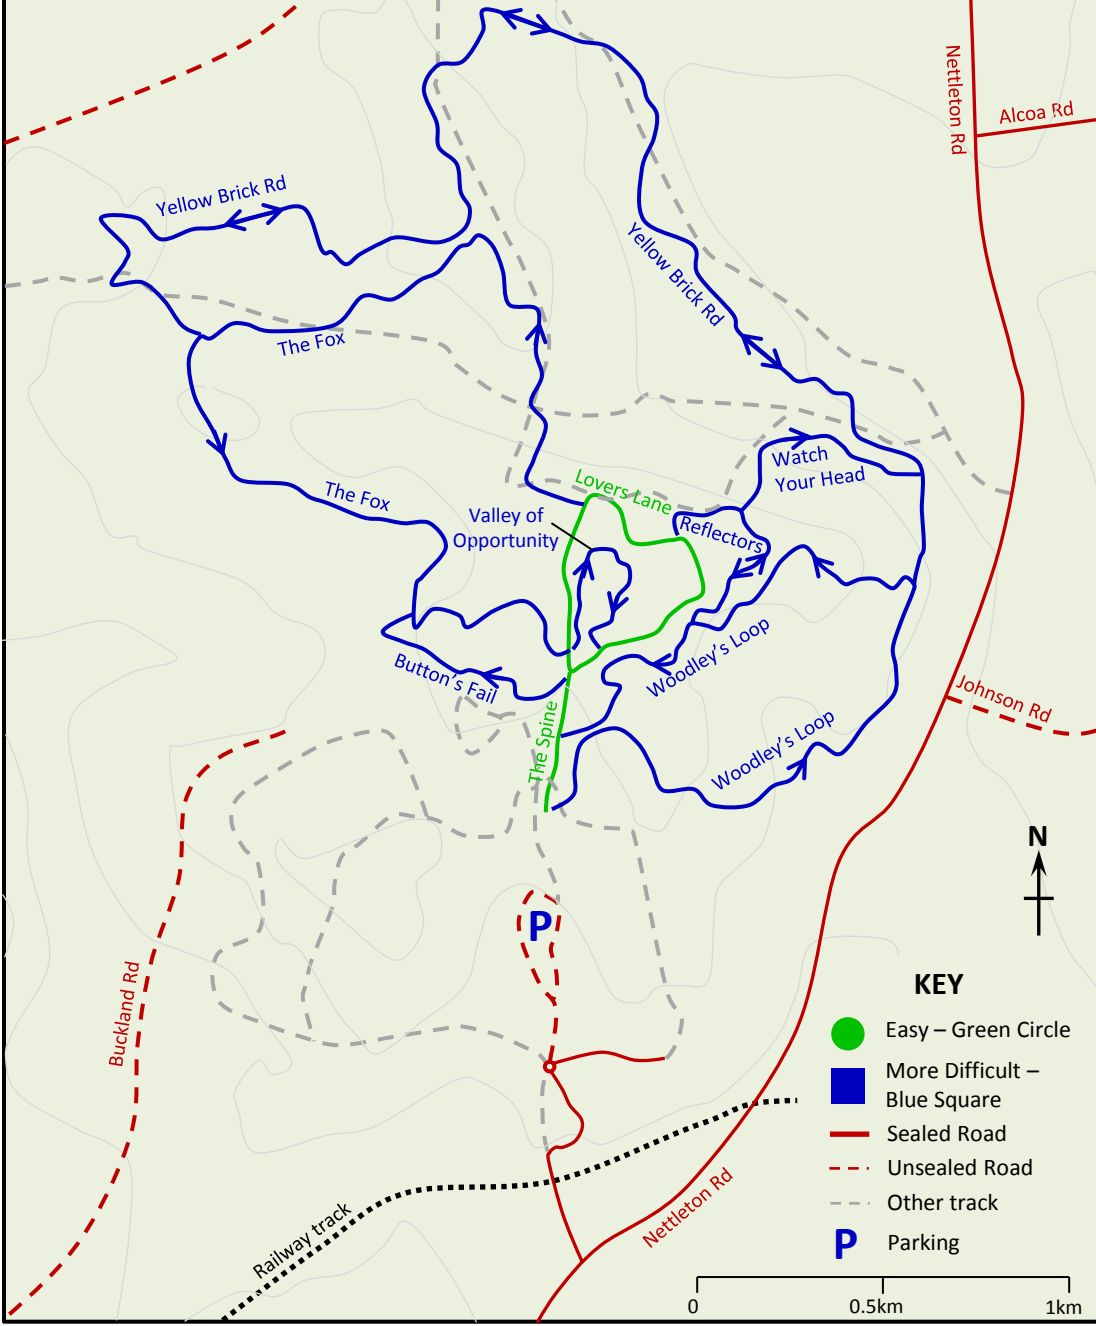 Nettleton Rd
Alcoa Rd
Yellow Brick Rd
Yellow Brick Rd
The Fox
Watch
Your Head
Lovers Lane
The Fox
Valley of
Opportunity
Reflectors
Woodley's Loop
Button's Fail
Johnson Rd
The Spine
Woodley's Loop
N
P
Buckland Rd
KEY
Easy – Green Circle
More Difficult –
Blue Square
Sealed Road
Unsealed Road
Other track
P Parking
Nettleton Rd
Railway track
0 0.5km 1km